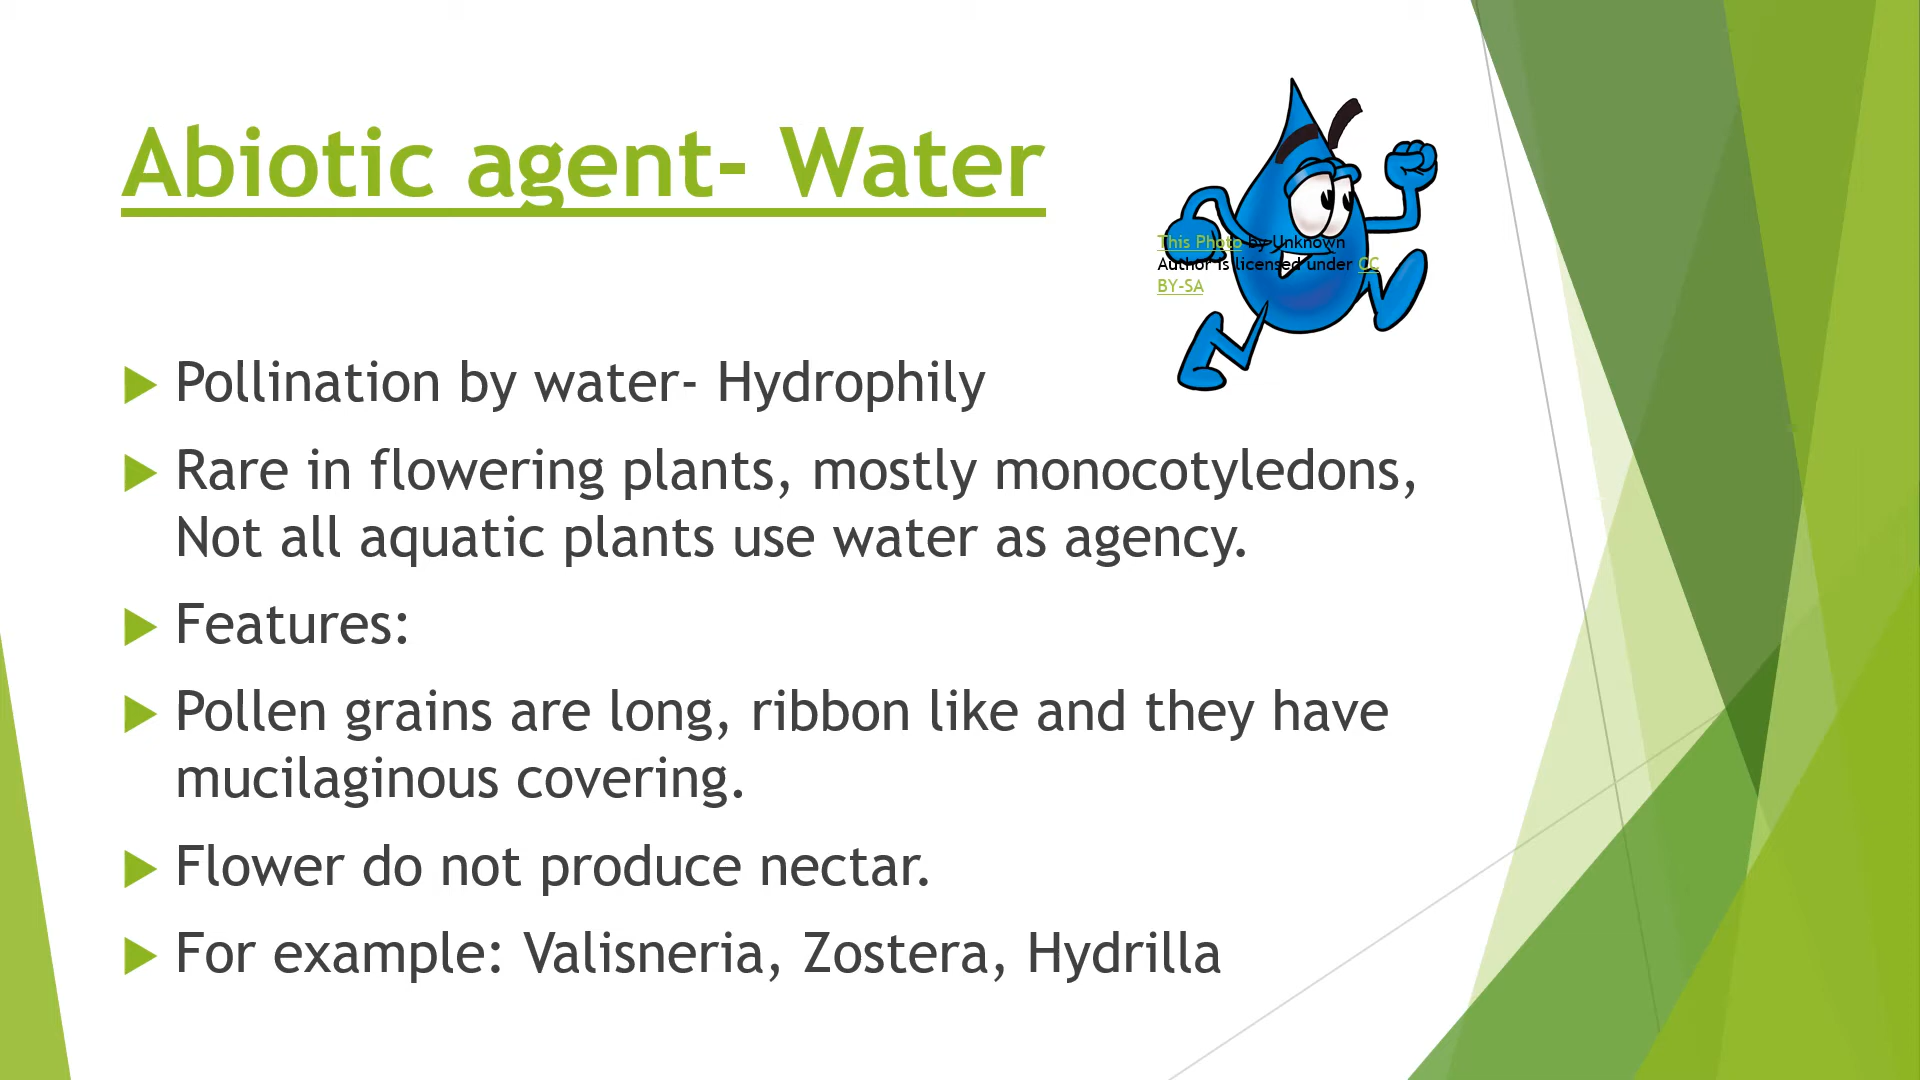 Abiotic agent- Water
This Photo by Unknown
Author is licensed under CC
BY-SA
Pollination by water- Hydrophily
Rare in flowering plants, mostly monocotyledons,
Not all aquatic plants use water as agency.
Features:
Pollen grains are long, ribbon like and they have
mucilaginous covering.
Flower do not produce nectar.
For example: Valisneria, Zostera, Hydrilla